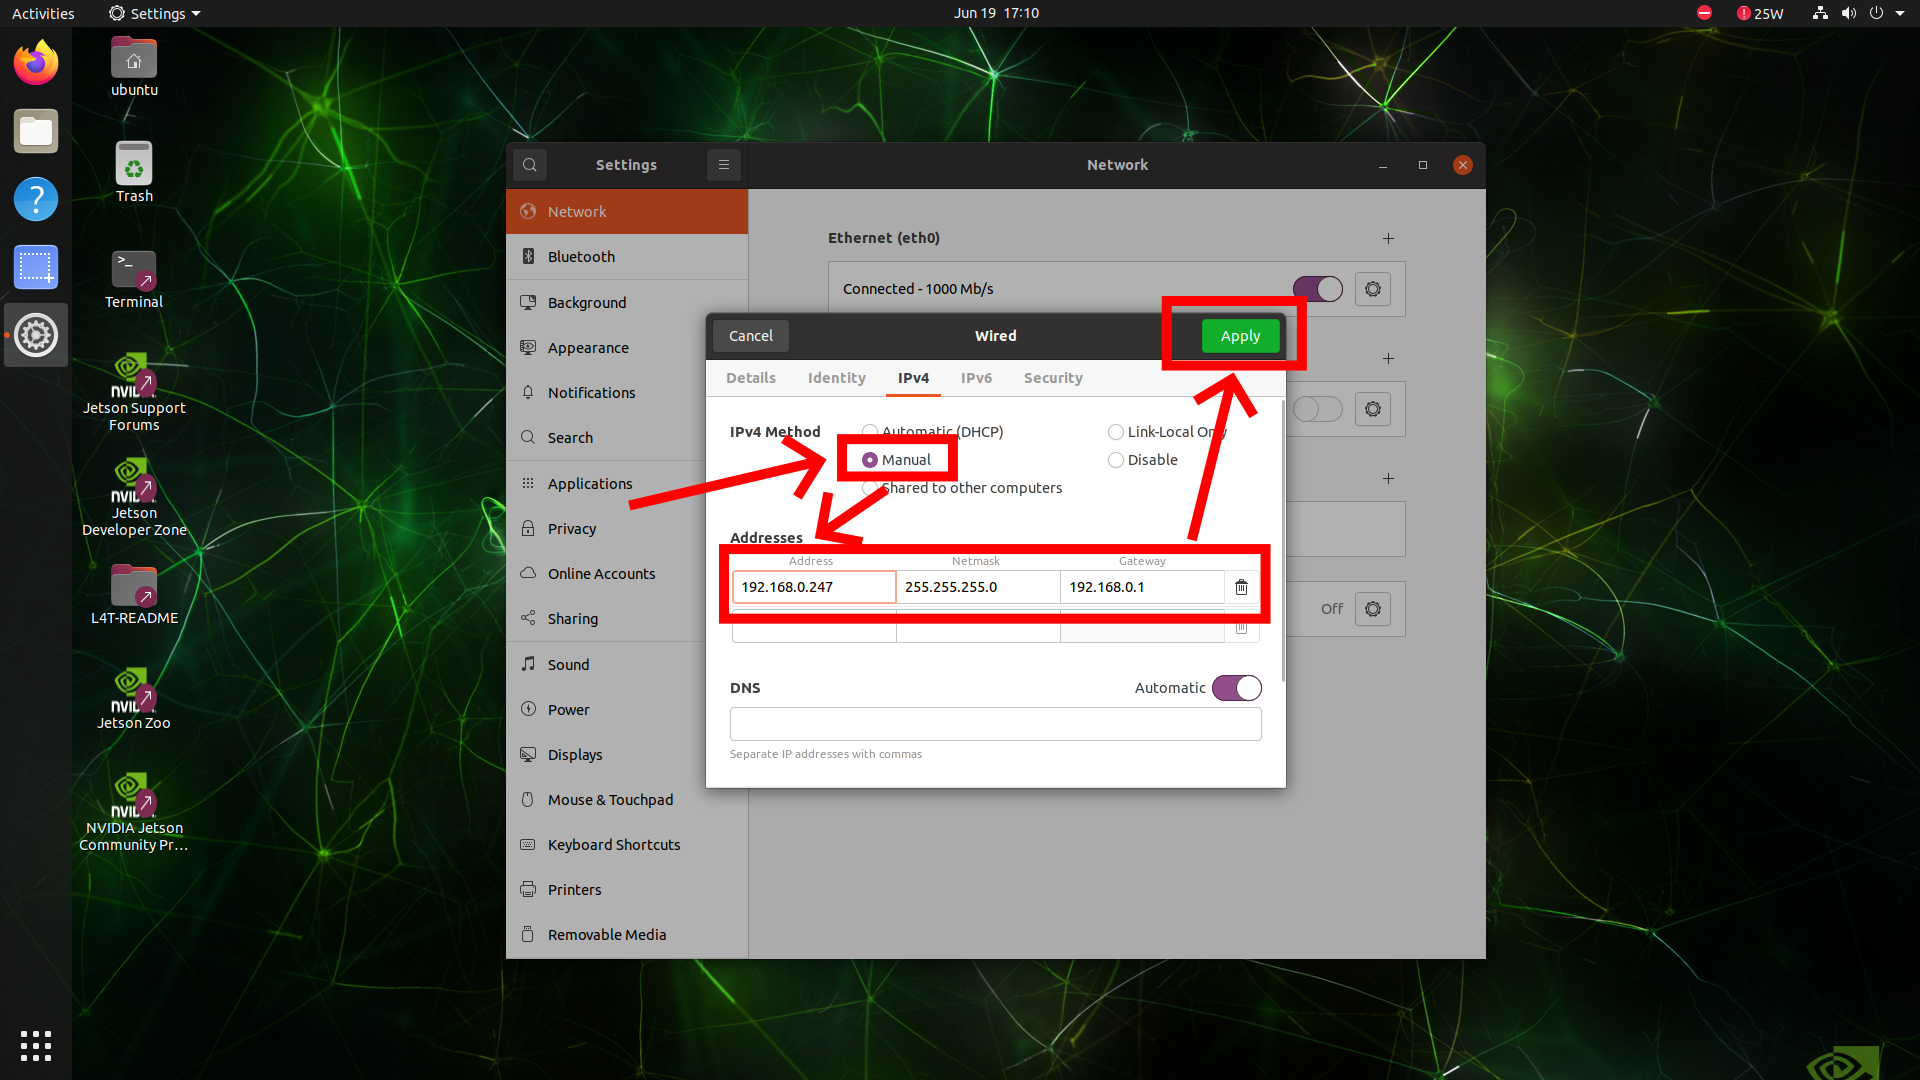 Activities
Settings
Jun 19 17:10
25W
ubuntu
Trash
>_
Terminal
NVIDIA
Jetson Support
Forums
NVIDIA
Jetson
Developer Zone
L4T-README
NVIDIA
Jetson Zoo
NVIDIA
NVIDIA Jetson
Community Pr…
Settings
Network
Network
Bluetooth
Background
Appearance
Notifications
Search
Applications
Privacy
Online Accounts
Sharing
Sound
Power
Displays
Mouse & Touchpad
Keyboard Shortcuts
Printers
Removable Media
Ethernet (eth0)
Connected - 1000 Mb/s
Off
Cancel
Wired
Apply
Details Identity IPv4 IPv6 Security
IPv4 Method
Automatic (DHCP)
Link-Local Only
Manual
Disable
Shared to other computers
Addresses
Address Netmask Gateway
192.168.0.247 255.255.255.0 192.168.0.1
DNS
Automatic
Separate IP addresses with commas